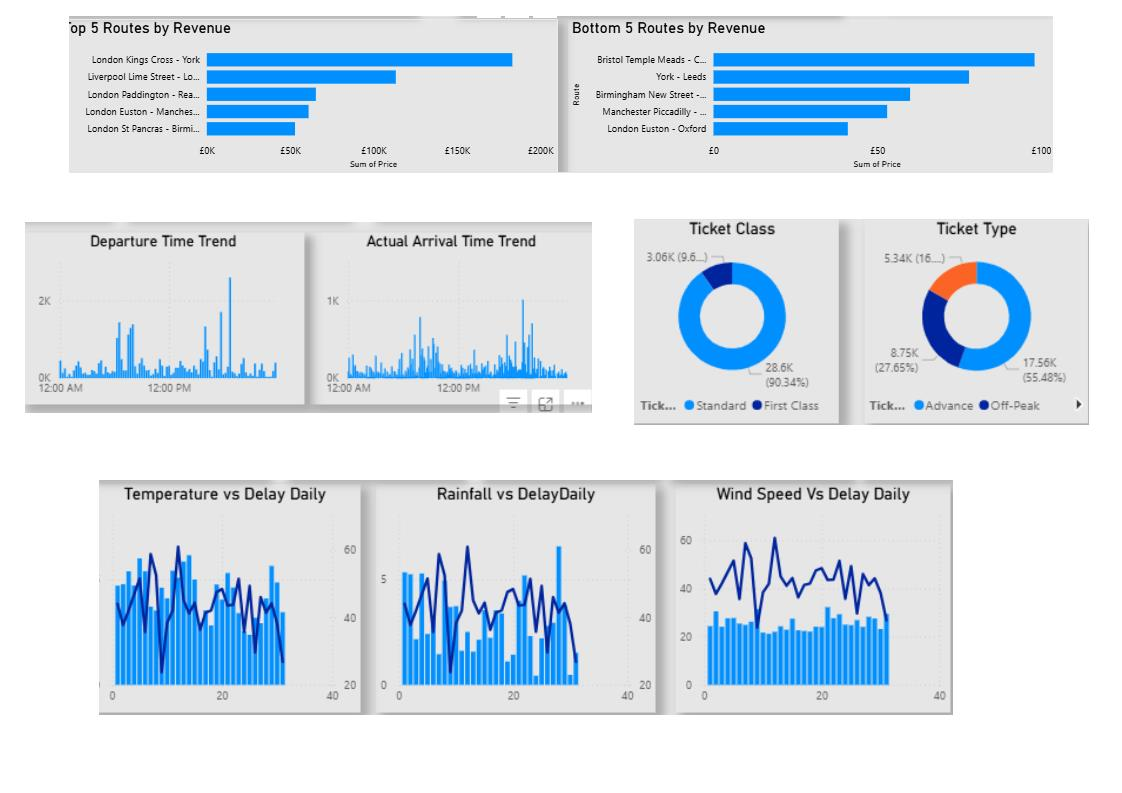 op 5 Routes by Revenue
London Kings Cross - York
Liverpool Lime Street - Lo...
London Paddington - Rea...
London Euston - Manches...
London St Pancras - Birmi...
£0K £50K £100K £150K £200K
Sum of Price
Bottom 5 Routes by Revenue
Route
Bristol Temple Meads - C...
York - Leeds
Birmingham New Street -...
Manchester Piccadilly - ...
London Euston - Oxford
£0 £50 £100
Sum of Price
Departure Time Trend
2K
0K
12:00 AM 12:00 PM
Actual Arrival Time Trend
1K
0K
12:00 AM 12:00 PM
Ticket Class
3.06K (9.6...)
28.6K
(90.34%)
Tick... Standard First Class
Ticket Type
5.34K (16....)
8.75K
(27.65%)
17.56K
(55.48%)
Tick... Advance Off-Peak
Temperature vs Delay Daily
60
40
20
0 20 40
Rainfall vs DelayDaily
5
0
60
40
20
0 20 40
Wind Speed Vs Delay Daily
60
40
20
0
0 20 40